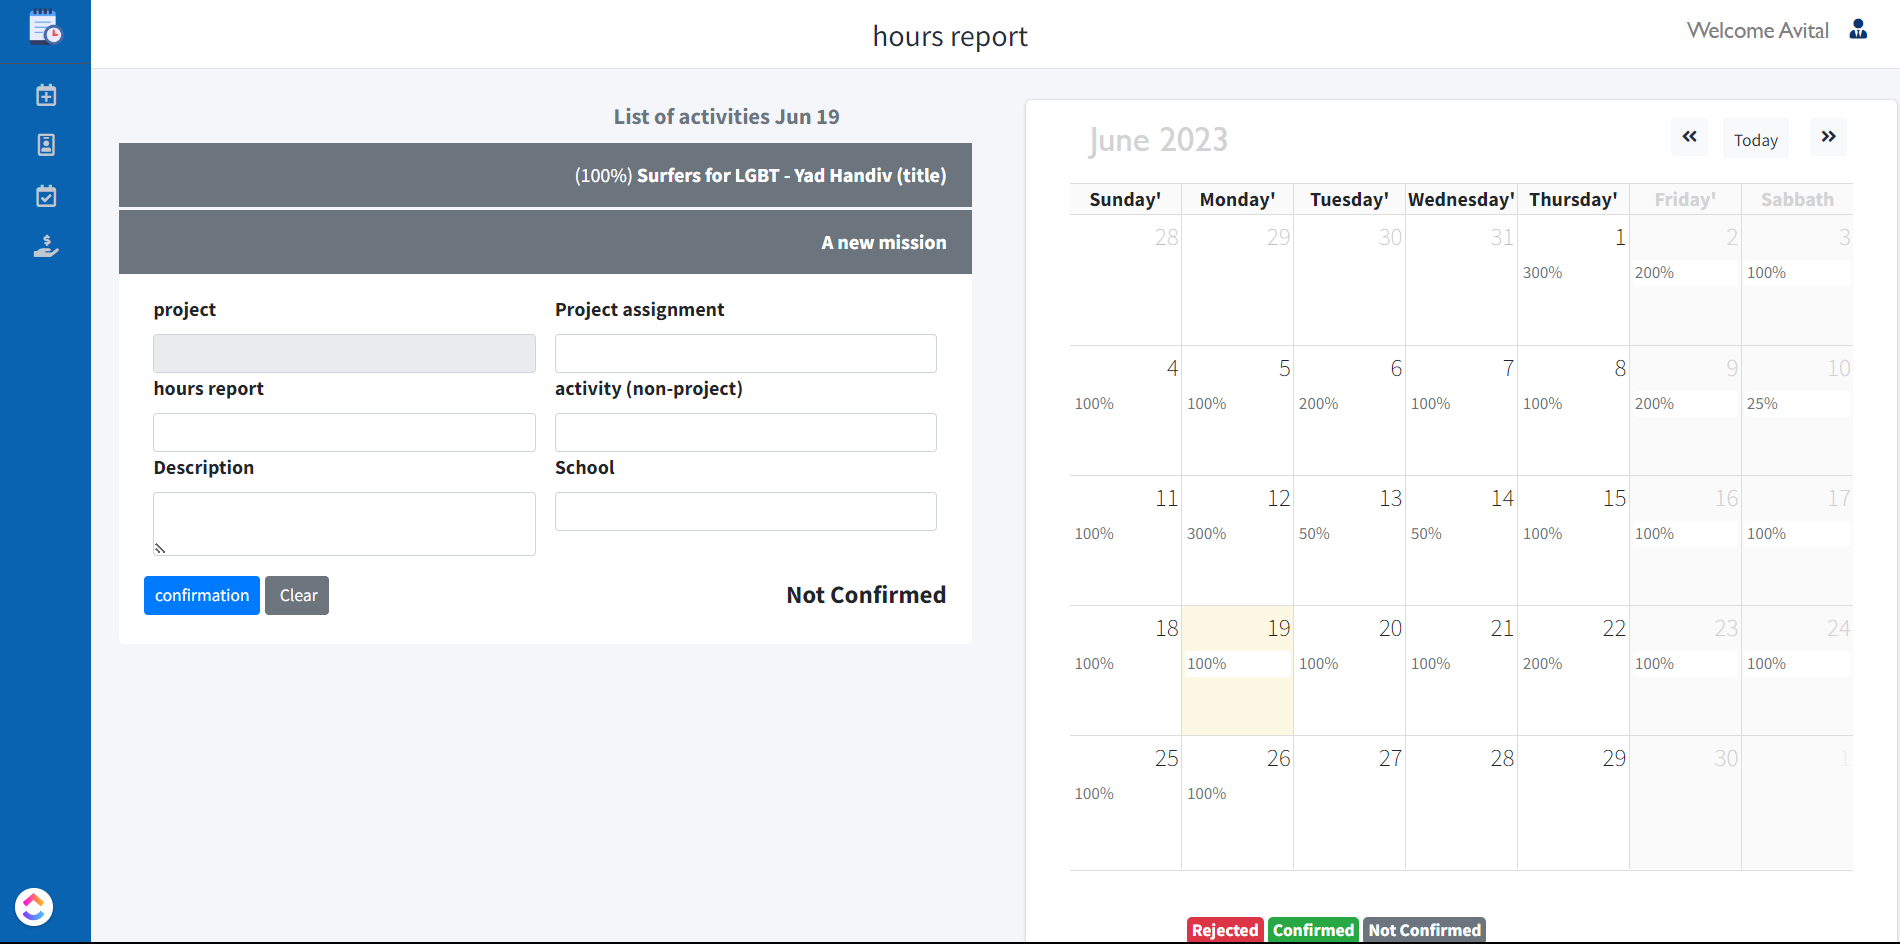 hours report
Welcome Avital
List of activities Jun 19
(100%) Surfers for LGBT - Yad Handiv (title)
A new mission
project
Project assignment
hours report
activity (non-project)
Description
School
confirmation
Clear
Not Confirmed
June 2023
Today
Sunday' Monday' Tuesday' Wednesday' Thursday' Friday' Sabbath
28 29 30 31 1 2 3
300% 200% 100%
4 5 6 7 8 9 10
100% 100% 200% 100% 100% 200% 25%
11 12 13 14 15 16 17
100% 300% 50% 50% 100% 100% 100%
18 19 20 21 22 23 24
100% 100% 100% 100% 200% 100% 100%
25 26 27 28 29 30 1
100% 100%
Rejected Confirmed Not Confirmed